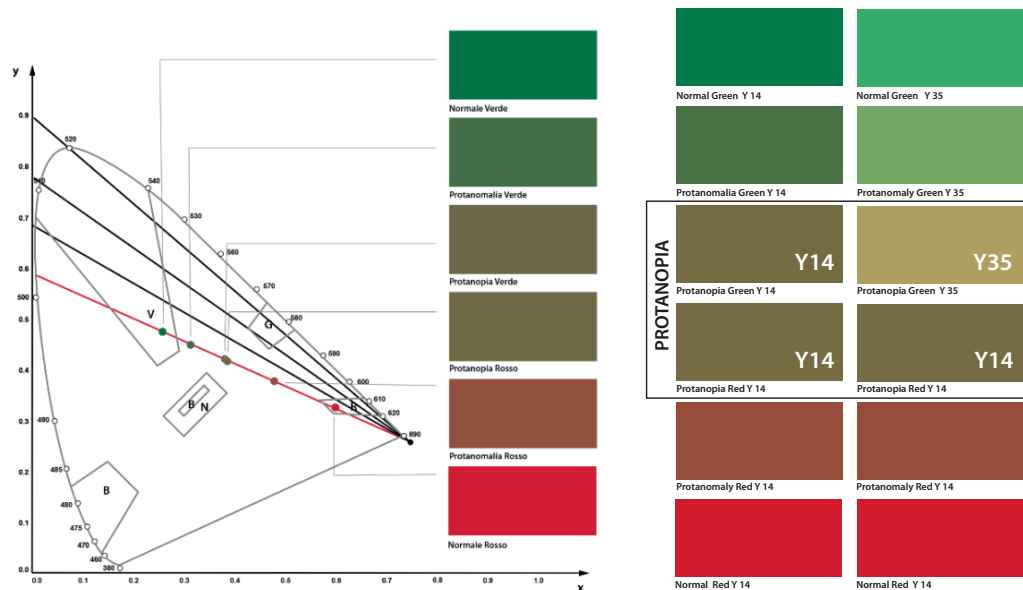 y
0.9
0.8
0.7
0.6
0.5
0.4
0.3
0.2
0.1
0.0
0.0
0.1
0.2
0.3
0.4
0.5
0.6
0.7
0.8
0.9
1.0
x
520
540
530
560
570
580
590
600
610
620
690
500
490
485
480
475
470
460
380
V
G
B N
R
B
Normale Verde
Protanomalia Verde
Protanopia Verde
Protanopia Rosso
Protanomalia Rosso
Normale Rosso
Normal Green Y 14
Normal Green Y 35
Protanomalia Green Y 14
Protanomaly Green Y 35
PROTANOPIA
Y14
Y35
Protanopia Green Y 14
Protanopia Green Y 35
Y14
Y14
Protanopia Red Y 14
Protanopia Red Y 14
Protanomaly Red Y 14
Protanomaly Red Y 14
Normal Red Y 14
Normal Red Y 14